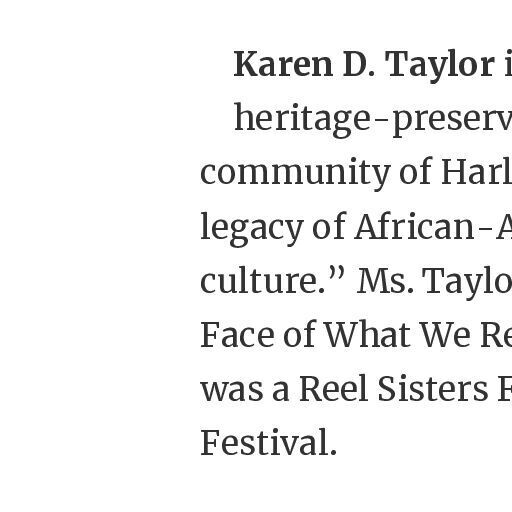 Karen D. Taylor i
heritage-preserv
community of Harl
legacy of African-A
culture.” Ms. Taylo
Face of What We Re
was a Reel Sisters F
Festival.